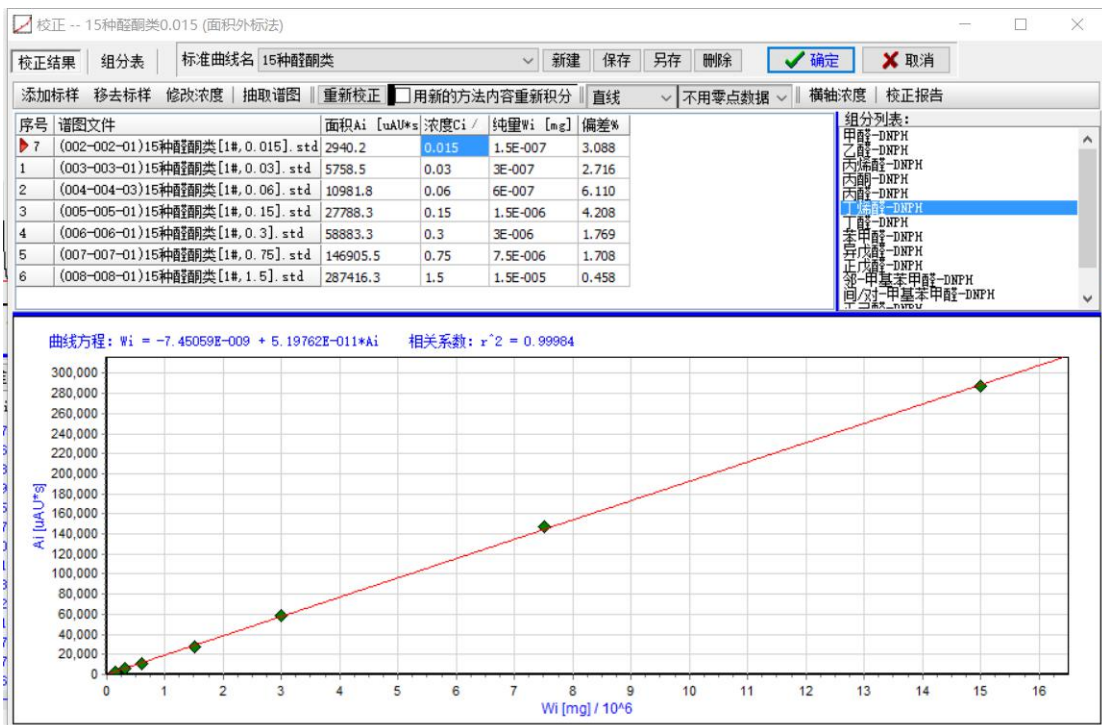 校正 -- 15种醛酮类0.015 (面积外标法)
校正结果 组分表 标准曲线名 15种醛酮类 新建 保存 另存 删除 确定 取消
添加标样 移去标样 修改浓度 抽取谱图 重新校正 用新的方法内容重新积分 直线 不用零点数据 横轴浓度 校正报告
序号 谱图文件 面积Ai [uAU*s 浓度Ci 纯量Wi [mg] 偏差%
7 (002-002-01)15种醛酮类[1#,0.015].std 2940.2 0.015 1.5E-007 3.088
1 (003-003-01)15种醛酮类[1#,0.03].std 5758.5 0.03 3E-007 2.716
2 (004-004-03)15种醛酮类[1#,0.06].std 10981.8 0.06 6E-007 6.110
3 (005-005-01)15种醛酮类[1#,0.15].std 27788.3 0.15 1.5E-006 4.208
4 (006-006-01)15种醛酮类[1#,0.3].std 58883.3 0.3 3E-006 1.769
5 (007-007-01)15种醛酮类[1#,0.75].std 146905.5 0.75 7.5E-006 1.708
6 (008-008-01)15种醛酮类[1#,1.5].std 287416.3 1.5 1.5E-005 0.458
组分列表:
甲醛-DNPH
乙醛-DNPH
丙烯醛-DNPH
丙酮-DNPH
丙醛-DNPH
丁烯醛-DNPH
丁醛-DNPH
苯甲醛-DNPH
异戊醛-DNPH
正戊醛-DNPH
邻-甲基苯甲醛-DNPH
间/对-甲基苯甲醛-DNPH
曲线方程: Wi = -7.45059E-009 + 5.19762E-011*Ai 相关系数: r^2 = 0.99984
300,000
280,000
260,000
240,000
220,000
200,000
180,000
160,000
140,000
120,000
100,000
80,000
60,000
40,000
20,000
0
Ai [uAU*s]
0 1 2 3 4 5 6 7 8 9 10 11 12 13 14 15 16
Wi [mg] / 10^6